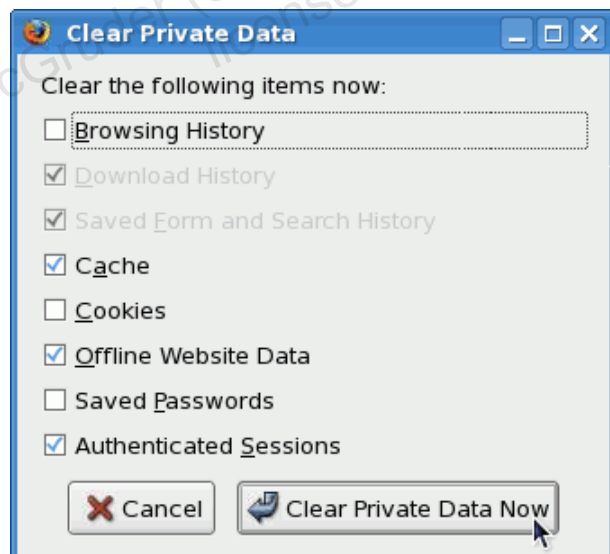 Clear Private Data
Clear the following items now:
Browsing History
Download History
Saved Form and Search History
Cache
Cookies
Offline Website Data
Saved Passwords
Authenticated Sessions
Cancel Clear Private Data Now